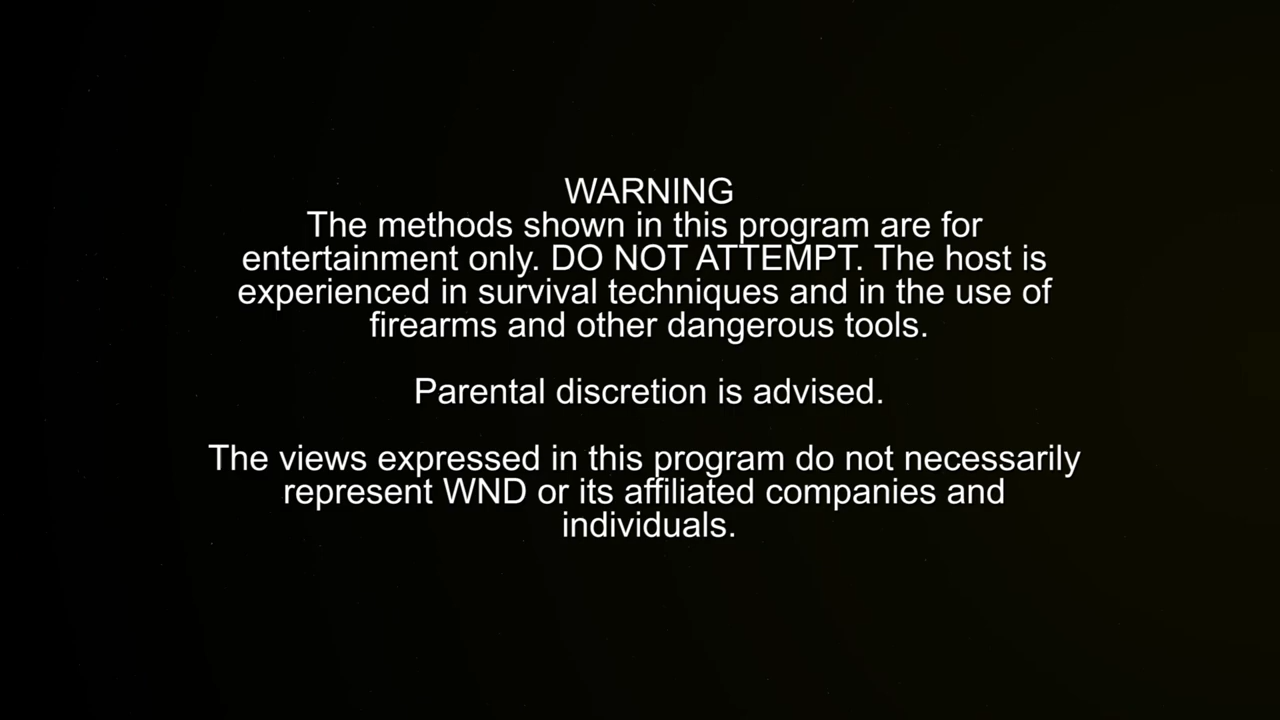 WARNING
The methods shown in this program are for
entertainment only. DO NOT ATTEMPT. The host is
experienced in survival techniques and in the use of
firearms and other dangerous tools.
Parental discretion is advised.
The views expressed in this program do not necessarily
represent WND or its affiliated companies and
individuals.